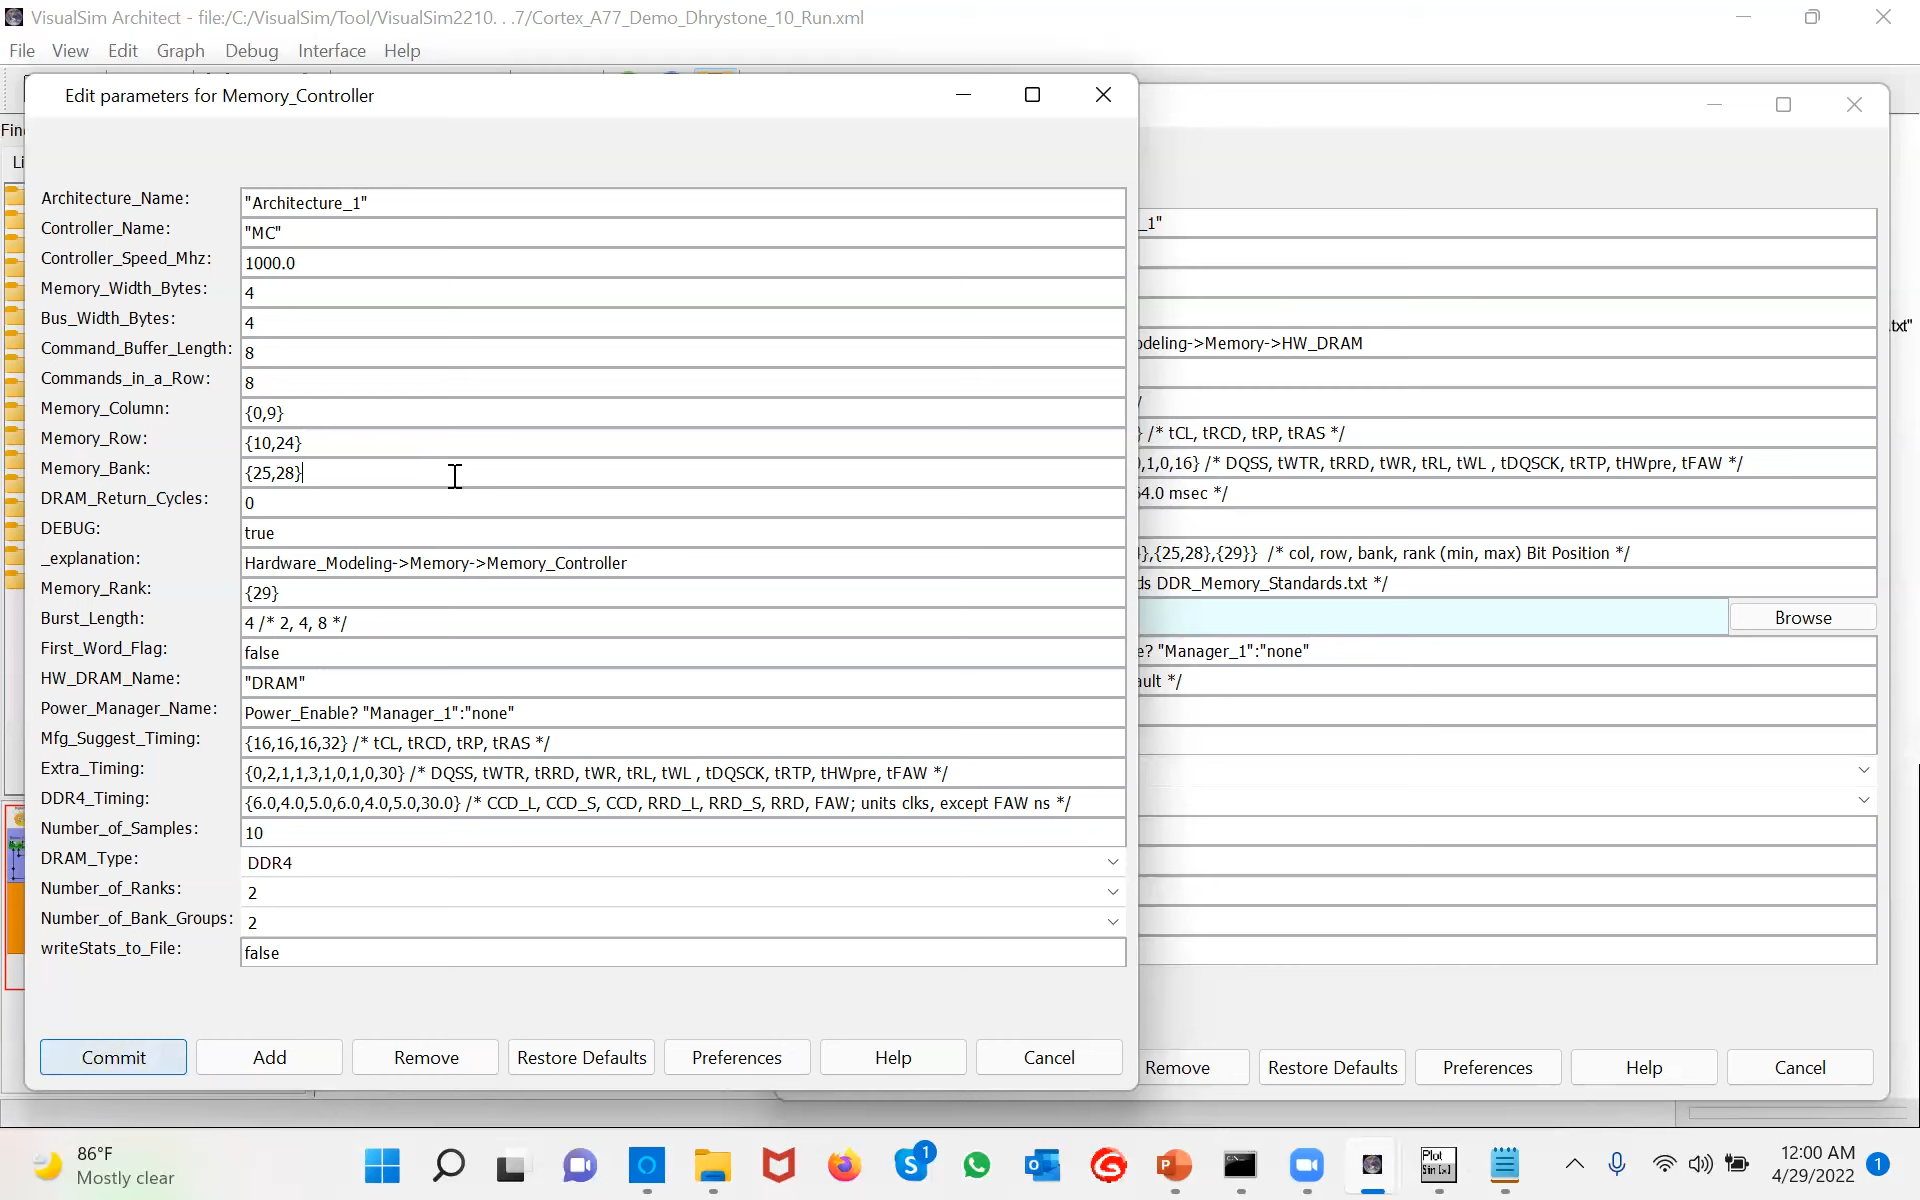 VisualSim Architect - file:/C:/VisualSim/Tool/VisualSim2210. . .7/Cortex_A77_Demo_Dhrystone_10_Run.xml
File View Edit Graph Debug Interface Help
Edit parameters for Memory_Controller
Architecture_Name: "Architecture_1"
Controller_Name: "MC"
Controller_Speed_Mhz: 1000.0
Memory_Width_Bytes: 4
Bus_Width_Bytes: 4
Command_Buffer_Length: 8
Commands_in_a_Row: 8
Memory_Column: {0,9}
Memory_Row: {10,24}
Memory_Bank: {25,28}
DRAM_Return_Cycles: 0
DEBUG: true
_explanation: Hardware_Modeling->Memory->Memory_Controller
Memory_Rank: {29}
Burst_Length: 4 /* 2, 4, 8 */
First_Word_Flag: false
HW_DRAM_Name: "DRAM"
Power_Manager_Name: Power_Enable? "Manager_1":"none"
Mfg_Suggest_Timing: {16,16,16,32} /* tCL, tRCD, tRP, tRAS */
Extra_Timing: {0,2,1,1,3,1,0,1,0,30} /* DQSS, tWTR, tRRD, tWR, tRL, tWL , tDQSCK, tRTP, tHWpre, tFAW */
DDR4_Timing: {6.0,4.0,5.0,6.0,4.0,5.0,30.0} /* CCD_L, CCD_S, CCD, RRD_L, RRD_S, RRD, FAW; units clks, except FAW ns */
Number_of_Samples: 10
DRAM_Type: DDR4
Number_of_Ranks: 2
Number_of_Bank_Groups: 2
writeStats_to_File: false
Commit Add Remove Restore Defaults Preferences Help Cancel
_1"
txt"
deling->Memory->HW_DRAM
/
} /* tCL, tRCD, tRP, tRAS */
,1,0,16} /* DQSS, tWTR, tRRD, tWR, tRL, tWL , tDQSCK, tRTP, tHWpre, tFAW */
4.0 msec */
},{25,28},{29}} /* col, row, bank, rank (min, max) Bit Position */
ds DDR_Memory_Standards.txt */
Browse
e? "Manager_1":"none"
ault */
Remove Restore Defaults Preferences Help Cancel
Fin
Li
86°F
Mostly clear
S 1
Plot
Sin [x]
12:00 AM
4/29/2022
1